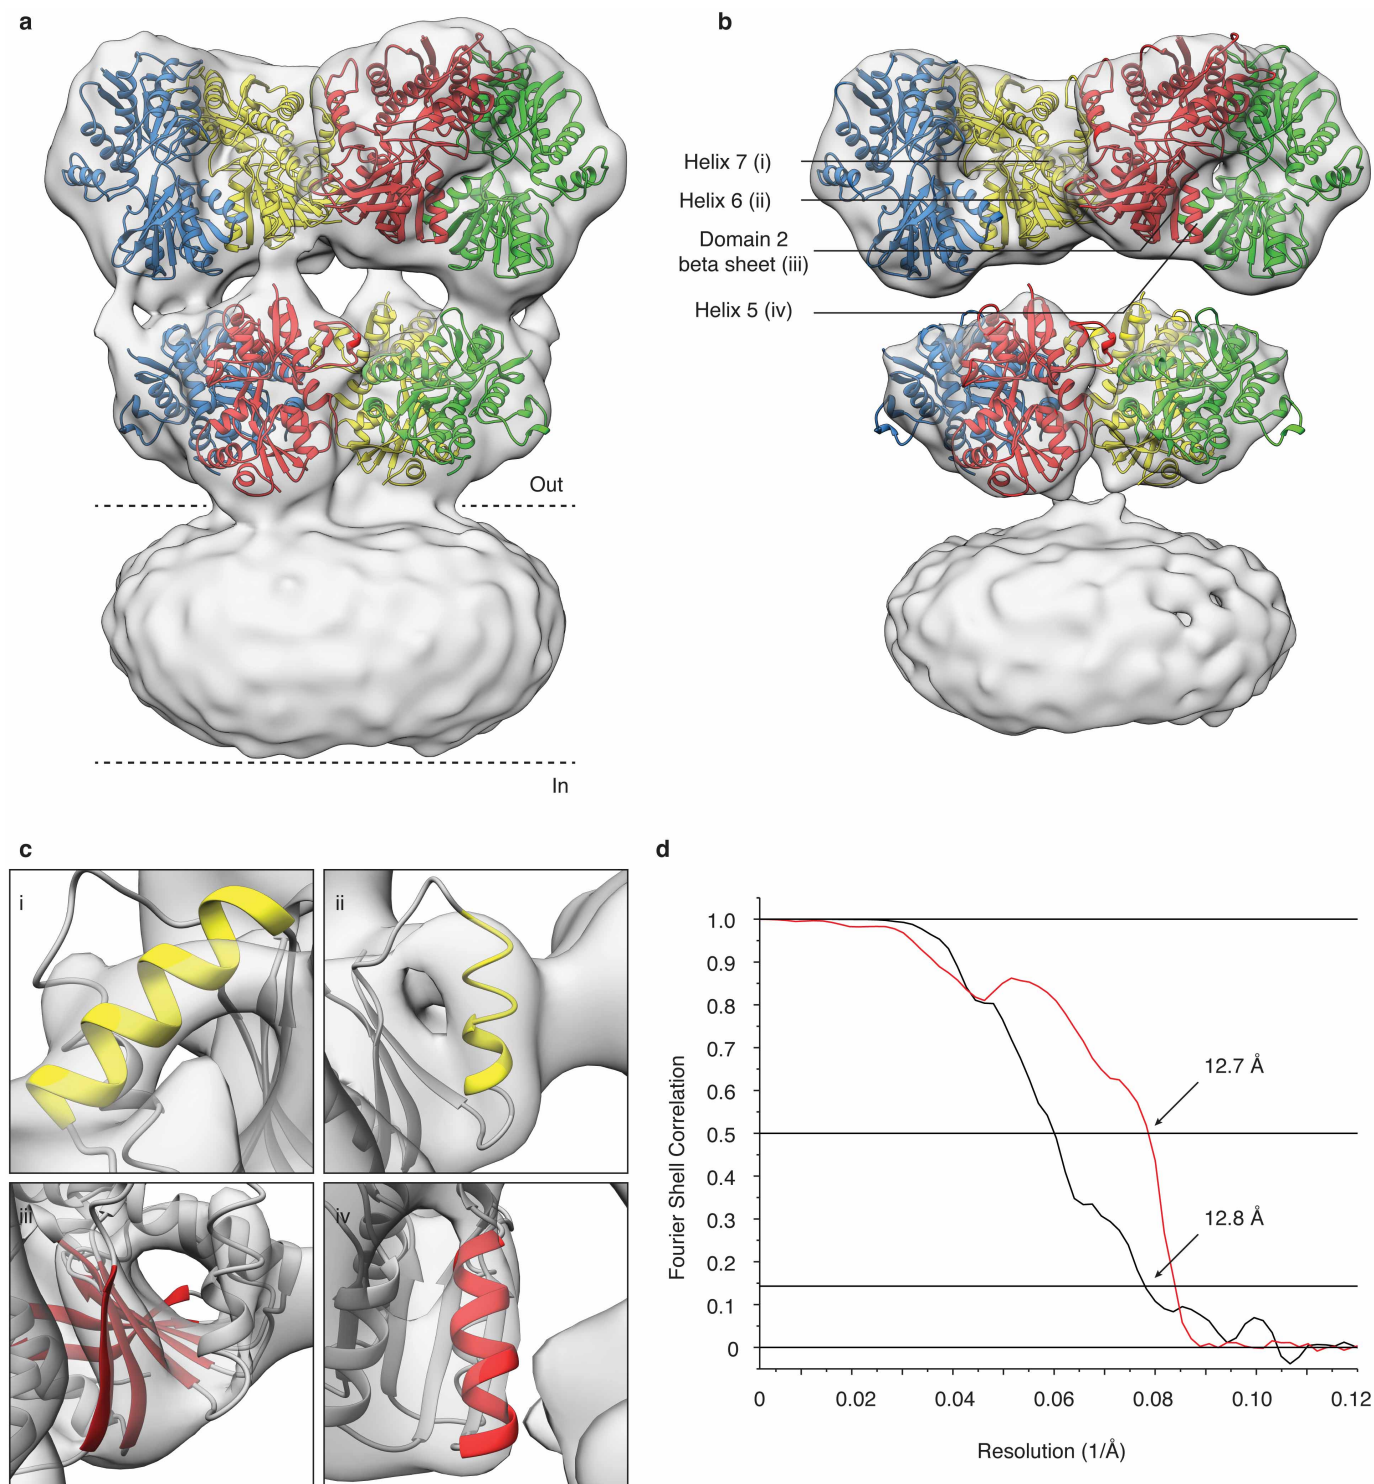 a
b
Helix 7 (i)
Helix 6 (ii)
Domain 2
beta sheet (iii)
Helix 5 (iv)
Out
In
c
i
ii
iii
iv
d
1.0
0.9
0.8
0.7
0.6
0.5
0.4
0.3
0.2
0.1
0
12.7 Å
12.8 Å
Fourier Shell Correlation
0
0.02
0.04
0.06
0.08
0.10
0.12
Resolution (1/Å)